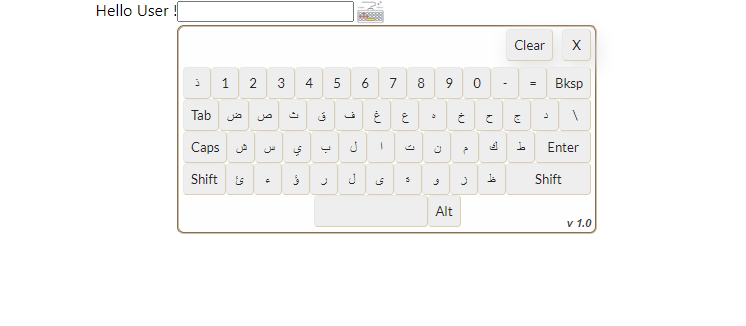 Hello User !
Clear X
ذ 1 2 3 4 5 6 7 8 9 0 - = Bksp
Tab ض ص ث ق ف غ ع ه خ ح ج د \
Caps ش س ي ب ل ا ت ن م ك ط Enter
Shift ئ ء ؤ ر ل ى ة و ز ظ Shift
Alt
v 1.0